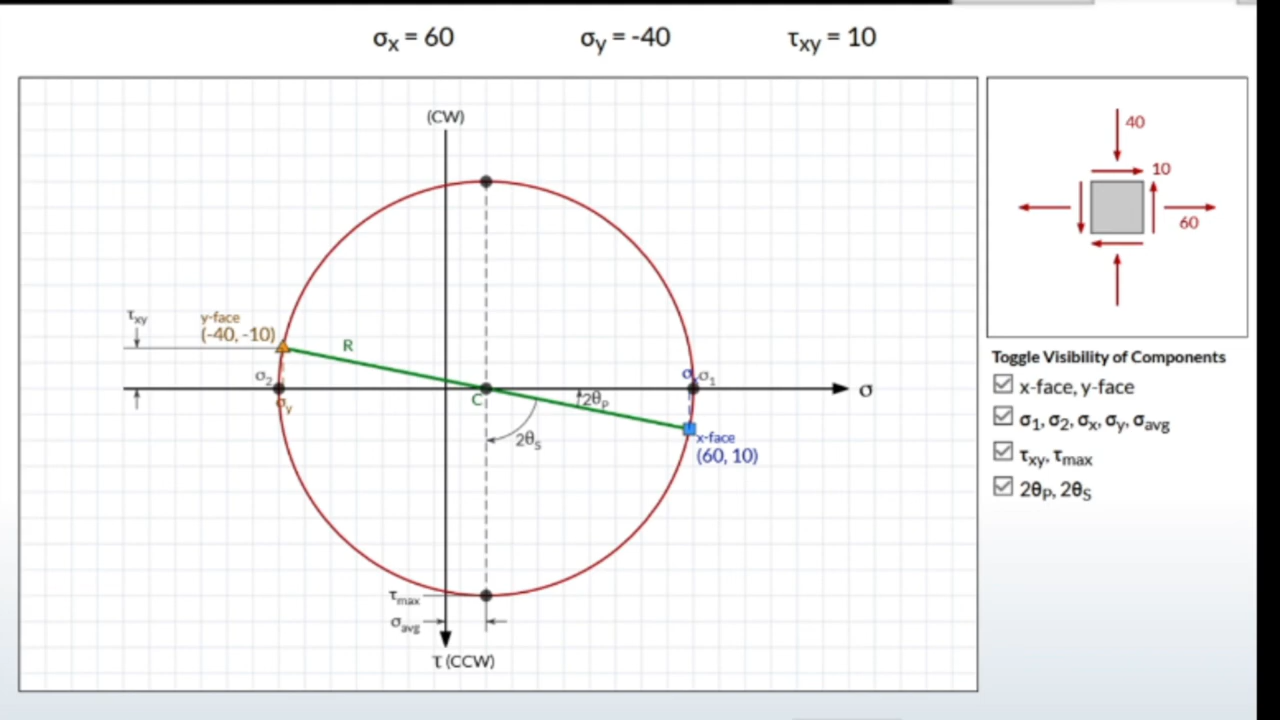 σx = 60 σy = -40 τxy = 10
(CW)
40
10
60
τxy
y-face
(-40, -10)
R
σ2
σ1
σ
σy
C
2θP
2θS
x-face
(60, 10)
τmax
σavg
τ (CCW)
Toggle Visibility of Components
x-face, y-face
σ1, σ2, σx, σy, σavg
τxy, τmax
2θP, 2θS